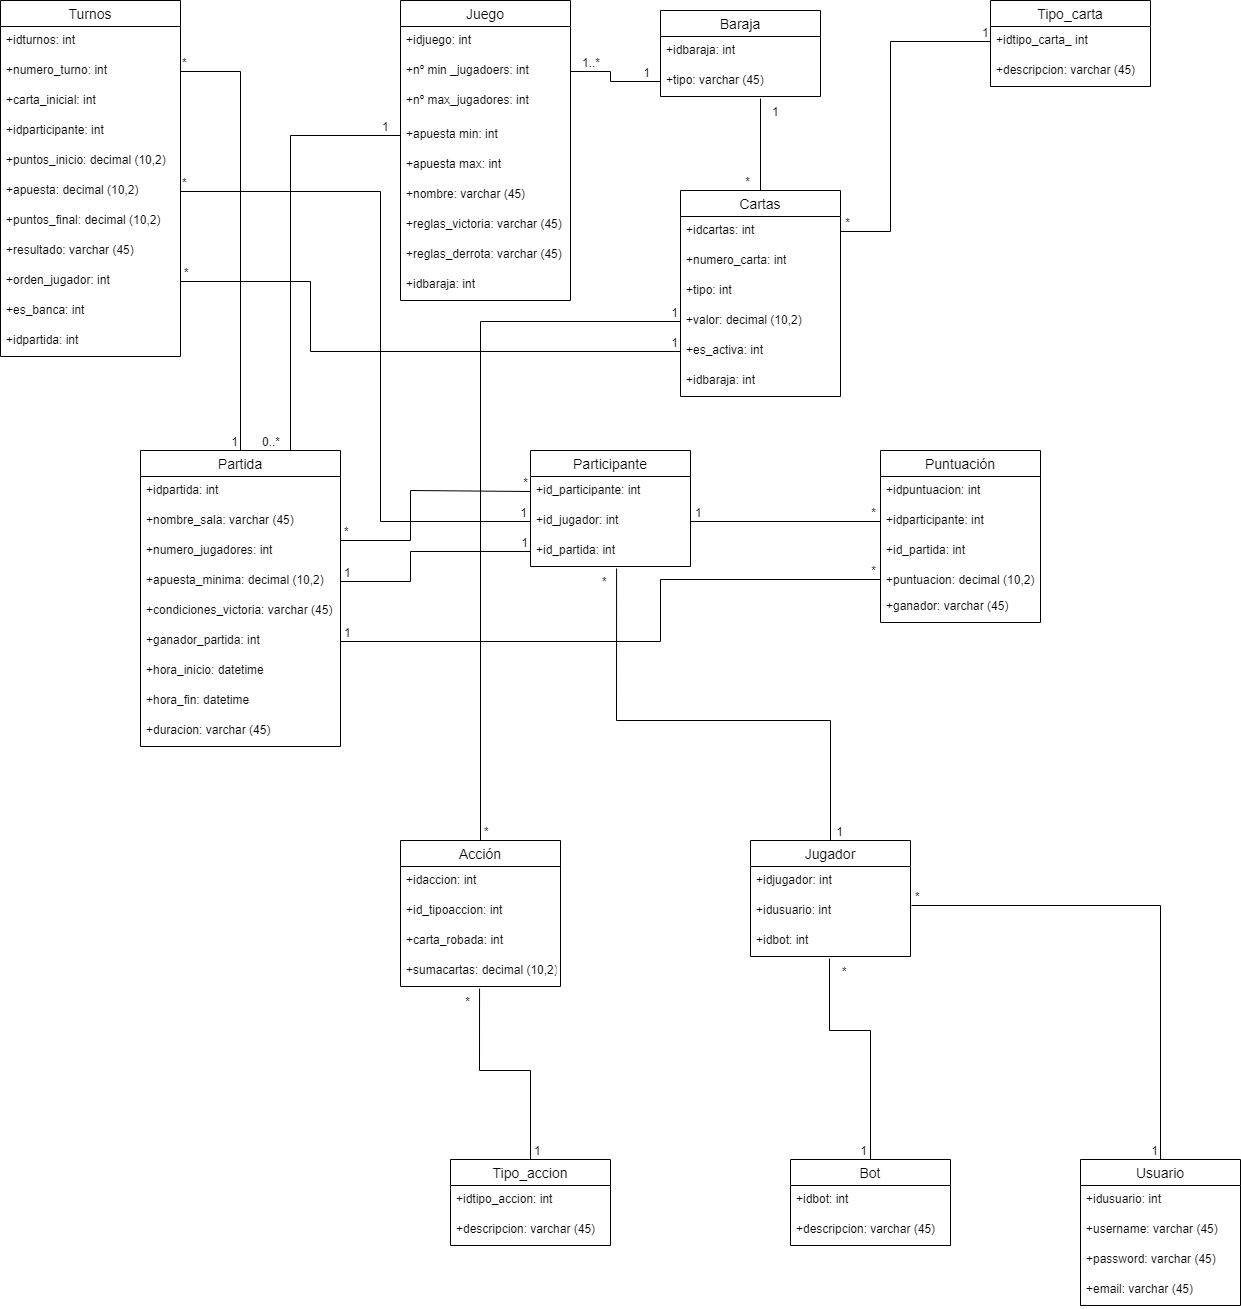 Turnos
+idturnos: int
+numero_turno: int
+carta_inicial: int
+idparticipante: int
+puntos_inicio: decimal (10,2)
+apuesta: decimal (10,2)
+puntos_final: decimal (10,2)
+resultado: varchar (45)
+orden_jugador: int
+es_banca: int
+idpartida: int
*
*
*
Juego
+idjuego: int
+nº min _jugadoers: int
+nº max_jugadores: int
+apuesta min: int
+apuesta max: int
+nombre: varchar (45)
+reglas_victoria: varchar (45)
+reglas_derrota: varchar (45)
+idbaraja: int
1
1..*
1
Baraja
+idbaraja: int
+tipo: varchar (45)
1
*
Tipo_carta
+idtipo_carta_ int
+descripcion: varchar (45)
1
*
Cartas
+idcartas: int
+numero_carta: int
+tipo: int
+valor: decimal (10,2)
+es_activa: int
+idbaraja: int
1
1
1
0..*
Partida
+idpartida: int
+nombre_sala: varchar (45)
+numero_jugadores: int
+apuesta_minima: decimal (10,2)
+condiciones_victoria: varchar (45)
+ganador_partida: int
+hora_inicio: datetime
+hora_fin: datetime
+duracion: varchar (45)
*
1
1
*
1
1
Participante
+id_participante: int
+id_jugador: int
+id_partida: int
1
*
*
*
Puntuación
+idpuntuacion: int
+idparticipante: int
+id_partida: int
+puntuacion: decimal (10,2)
+ganador: varchar (45)
*
Acción
+idaccion: int
+id_tipoaccion: int
+carta_robada: int
+sumacartas: decimal (10,2)
*
1
Jugador
+idjugador: int
+idusuario: int
+idbot: int
*
*
1
Tipo_accion
+idtipo_accion: int
+descripcion: varchar (45)
1
Bot
+idbot: int
+descripcion: varchar (45)
1
Usuario
+idusuario: int
+username: varchar (45)
+password: varchar (45)
+email: varchar (45)